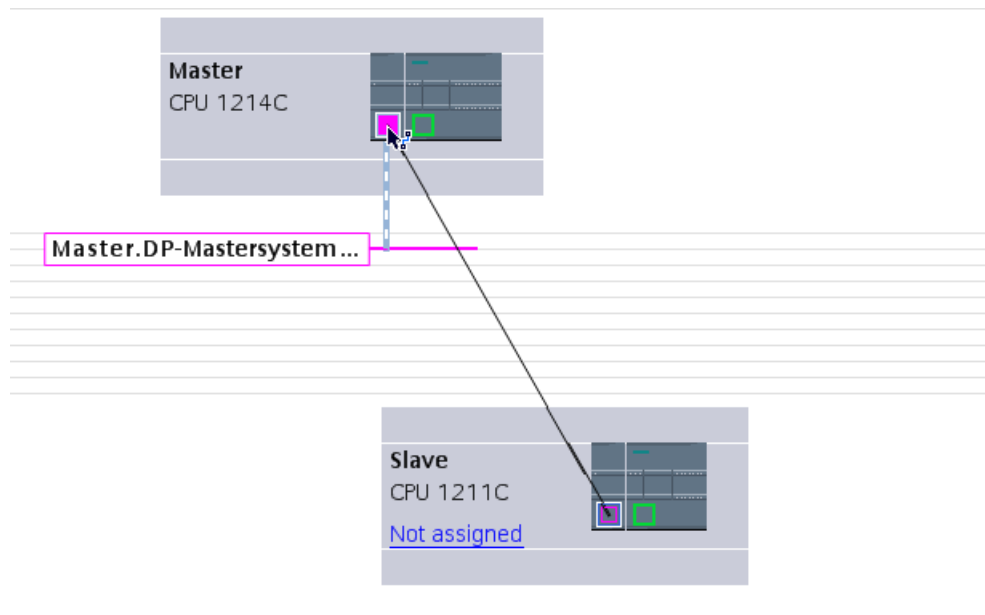 Master
CPU 1214C
Master.DP-Mastersystem ...
Slave
CPU 1211C
Not assigned